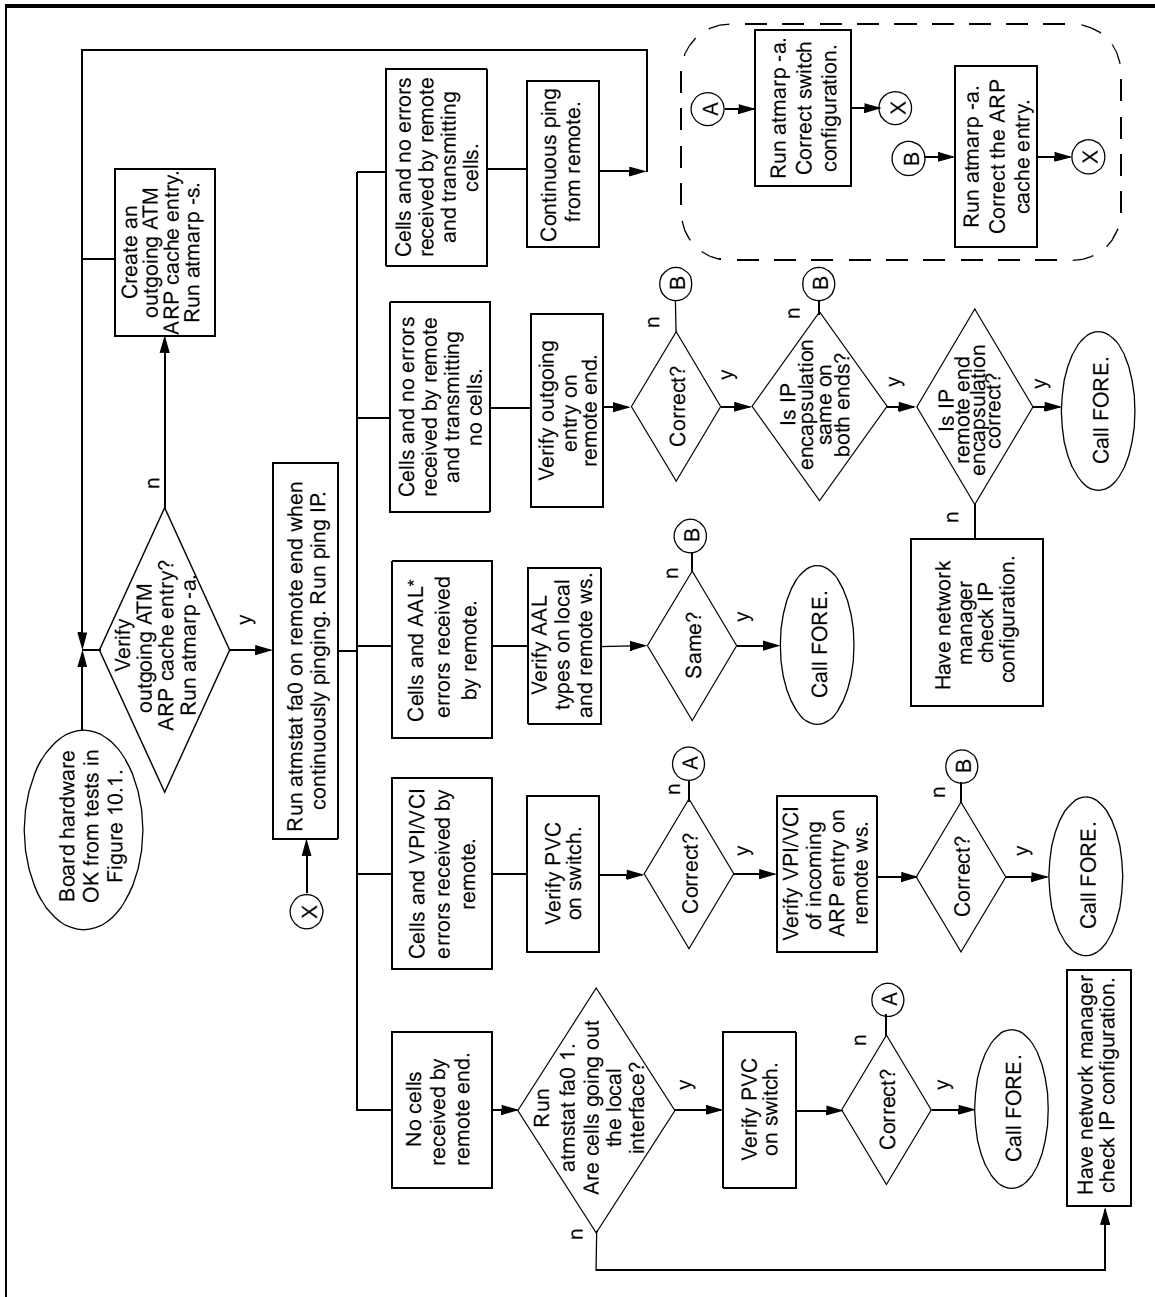 Board hardware
OK from tests in
Figure 10.1.
Verify
outgoing ATM
ARP cache entry?
Run atmarp -a.
n
Create an
outgoing ATM
ARP cache entry.
Run atmarp -s.
y
X
Run atmstat fa0 on remote end when
continuously pinging. Run ping IP.
No cells
received by
remote end.
Run
atmstat fa0 1.
Are cells going out
the local
interface?
n
y
Verify PVC
on switch.
Correct?
n
A
y
Call FORE.
Have network manager
check IP configuration.
Cells and VPI/VCI
errors received by
remote.
Verify PVC
on switch.
Correct?
n
A
y
Verify VPI/VCI
of incoming
ARP entry on
remote ws.
Correct?
n
B
y
Call FORE.
Cells and AAL*
errors received
by remote.
Verify AAL
types on local
and remote ws.
Same?
n
B
y
Call FORE.
Cells and no errors
received by remote
and transmitting
no cells.
Verify outgoing
entry on
remote end.
Correct?
n
B
y
Is IP
encapsulation
same on
both ends?
n
B
y
Is IP
remote end
encapsulation
correct?
n
Have network
manager
check IP
configuration.
y
Call FORE.
Cells and no errors
received by remote
and transmitting
cells.
Continuous ping
from remote.
A
Run atmarp -a.
Correct switch
configuration.
X
B
Run atmarp -a.
Correct the ARP
cache entry.
X